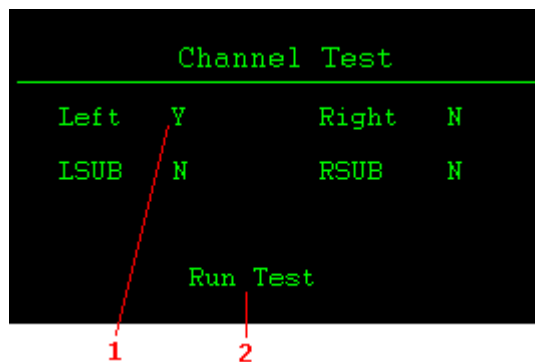 Channel Test
Left Y Right N
LSUB N RSUB N
Run Test
1 2